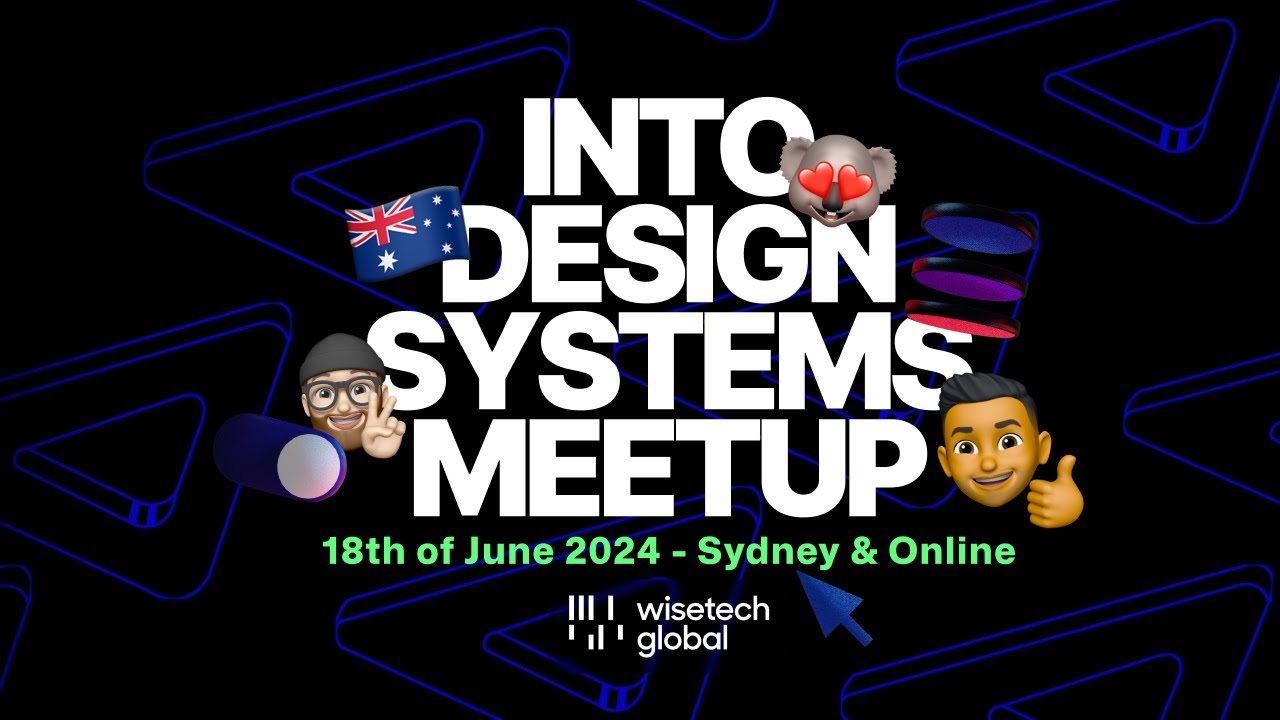 INTO
DESIGN
SYSTEMS
MEETUP
18th of June 2024 - Sydney & Online
wisetech
global